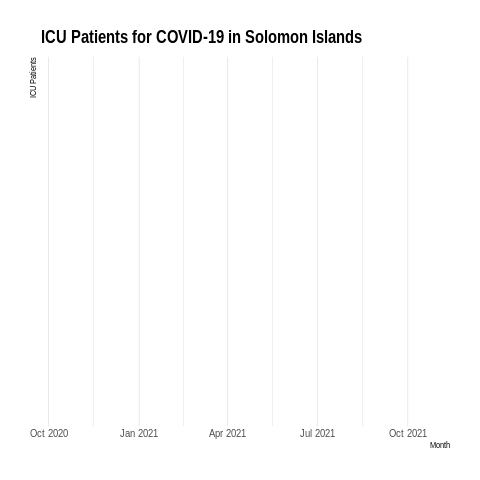 ICU Patients for COVID-19 in Solomon Islands
ICU Patients
Oct 2020 Jan 2021 Apr 2021 Jul 2021 Oct 2021
Month